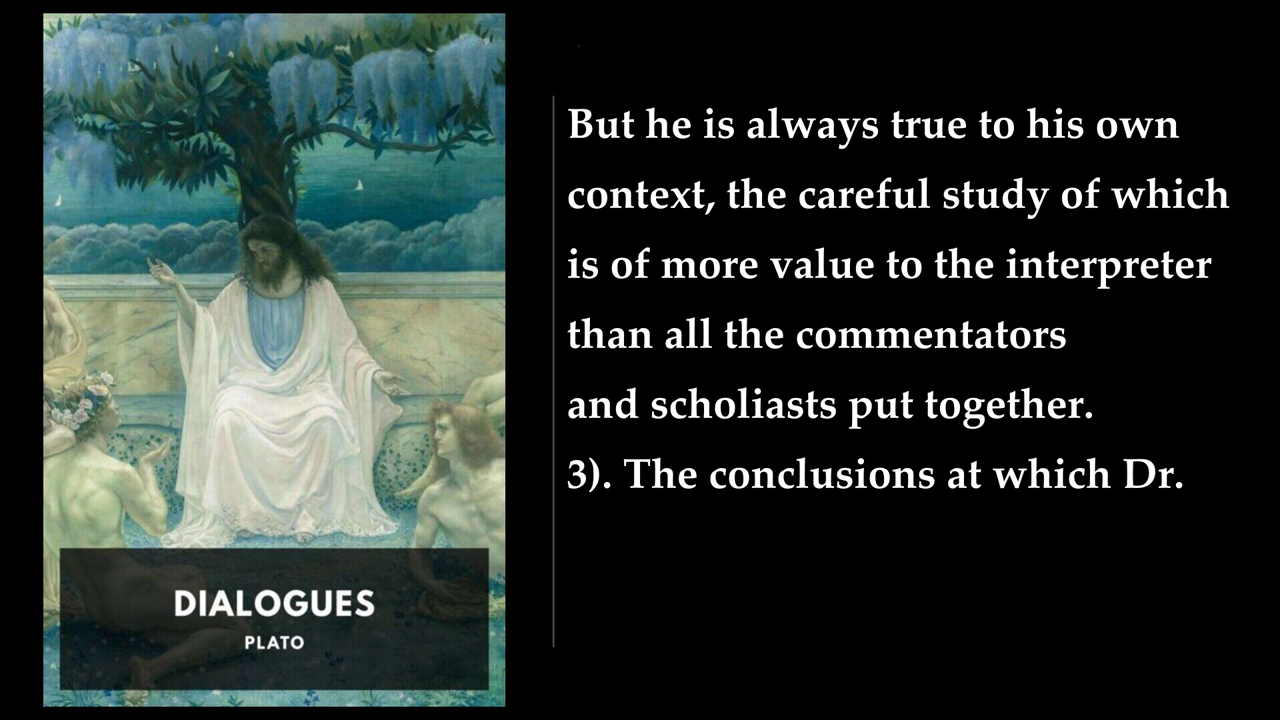 But he is always true to his own
context, the careful study of which
is of more value to the interpreter
than all the commentators
and scholiasts put together.
3). The conclusions at which Dr.
DIALOGUES
PLATO